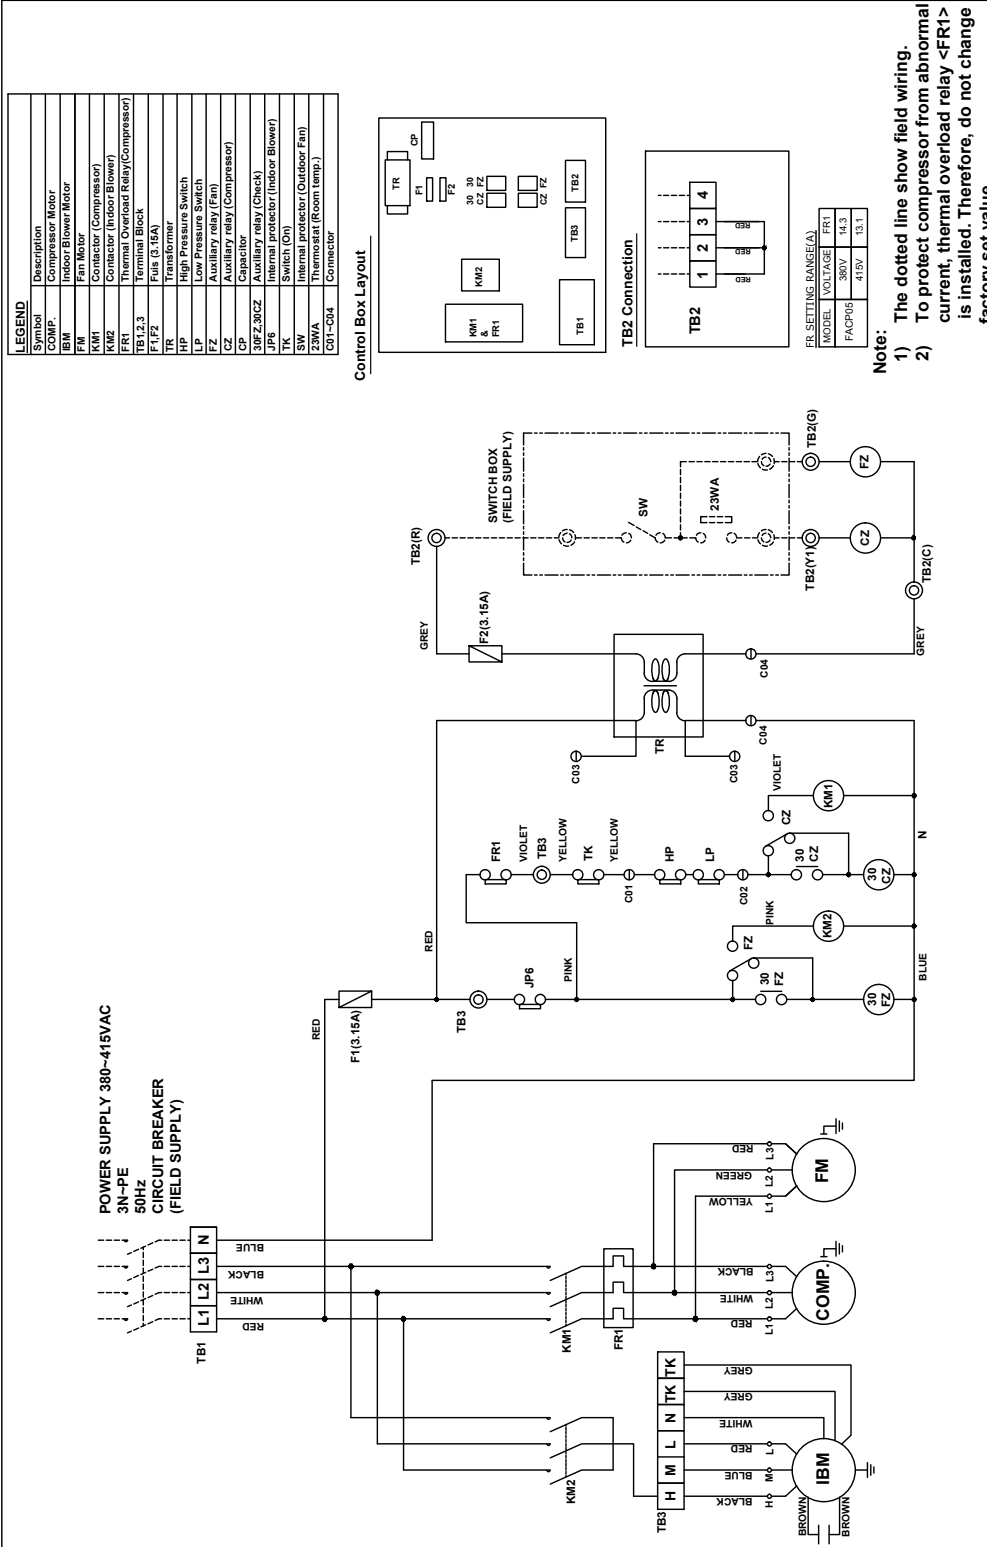 POWER SUPPLY 380~415VAC
3N~PE
50Hz
CIRCUIT BREAKER
(FIELD SUPPLY)
TB1
L1 L2 L3 N
RED
WHITE
BLACK
BLUE
KM2
KM1
FR1
TB3
H M L N TK TK
BLACK
BLUE
RED
WHITE
GREY
GREY
H M L
BROWN
BROWN
IBM
RED
WHITE
BLACK
L1 L2 L3
COMP.
YELLOW
GREEN
RED
L1 L2 L3
FM
RED
F1(3.15A)
RED
TB3
JP6
PINK
FR1
VIOLET
TB3
YELLOW
TK
YELLOW
C01
HP
LP
C02
30
FZ
FZ
PINK
KM2
30
FZ
BLUE
30
CZ
CZ
VIOLET
KM1
30
CZ
N
C03
C03
TR
C04
C04
GREY
F2(3.15A)
GREY
TB2(R)
SWITCH BOX
(FIELD SUPPLY)
SW
23WA
TB2(Y1)
TB2(G)
CZ
FZ
TB2(C)
LEGEND
Symbol Description
COMP. Compressor Motor
IBM Indoor Blower Motor
FM Fan Motor
KM1 Contactor (Compressor)
KM2 Contactor (Indoor Blower)
FR1 Thermal Overload Relay(Compressor)
TB1,2,3 Terminal Block
F1,F2 Fuis (3.15A)
TR Transformer
HP High Pressure Switch
LP Low Pressure Switch
FZ Auxiliary relay (Fan)
CZ Auxiliary relay (Compressor)
CP Capacitor
30FZ,30CZ Auxiliary relay (Check)
JP6 Internal protector (Indoor Blower)
TK Switch (On)
SW Internal protector (Outdoor Fan)
23WA Thermostat (Room temp.)
C01~C04 Connector
Control Box Layout
TR
CP
F1
F2
30 30
CZ FZ
CZ FZ
KM1
&
FR1
KM2
TB1
TB3
TB2
TB2 Connection
TB2
1 2 3 4
RED
RED
RED
FR SETTING RANGE(A)
MODEL VOLTAGE FR1
FACP05 380V 14.3
415V 13.1
Note:
1) The dotted line show field wiring.
2) To protect compressor from abnormal
current, thermal overload relay <FR1>
is installed. Therefore, do not change
factory set value